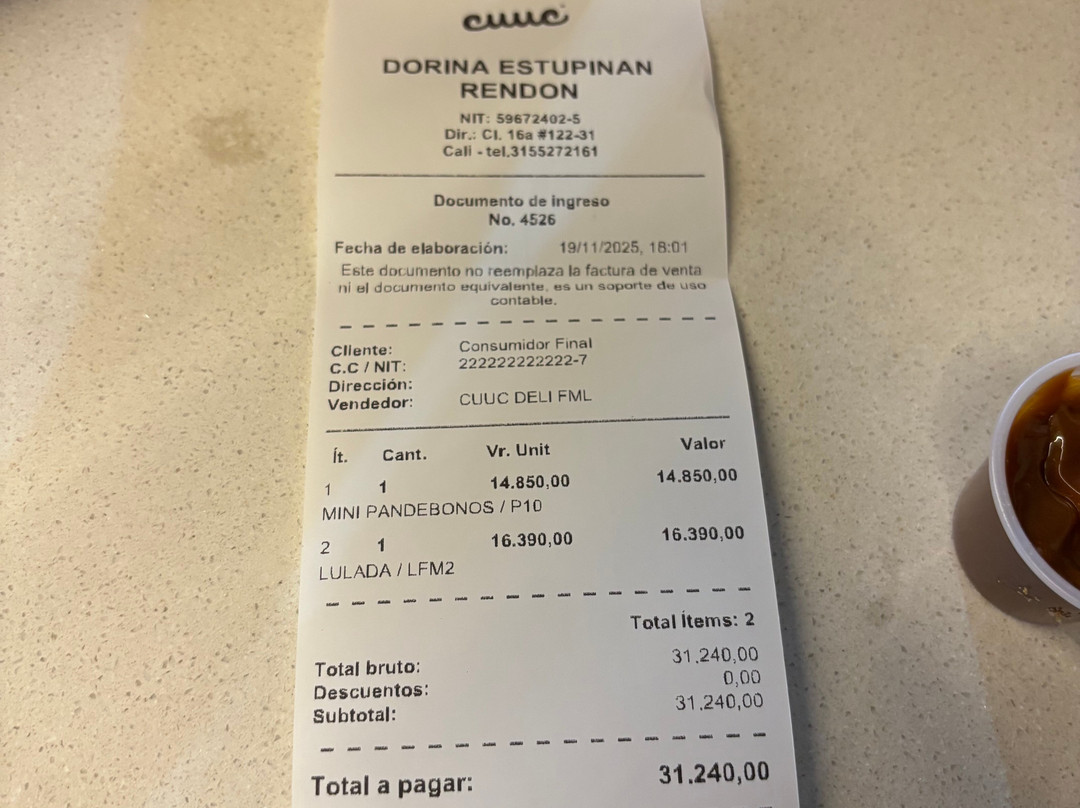 cuuc
DORINA ESTUPINAN
RENDON
NIT: 59672402-5
Dir.: Cl. 16a #122-31
Cali - tel.3155272161
Documento de ingreso
No. 4526
Fecha de elaboración: 19/11/2025, 18:01
Este documento no reemplaza la factura de venta
ni el documento equivalente, es un soporte de uso
contable.
Cliente: Consumidor Final
C.C / NIT: 222222222222-7
Dirección:
Vendedor: CUUC DELI FML
Ít. Cant. Vr. Unit Valor
1 1 14.850,00 14.850,00
MINI PANDEBONOS / P10
2 1 16.390,00 16.390,00
LULADA / LFM2
Total Ítems: 2
Total bruto: 31.240,00
Descuentos: 0,00
Subtotal: 31.240,00
Total a pagar: 31.240,00